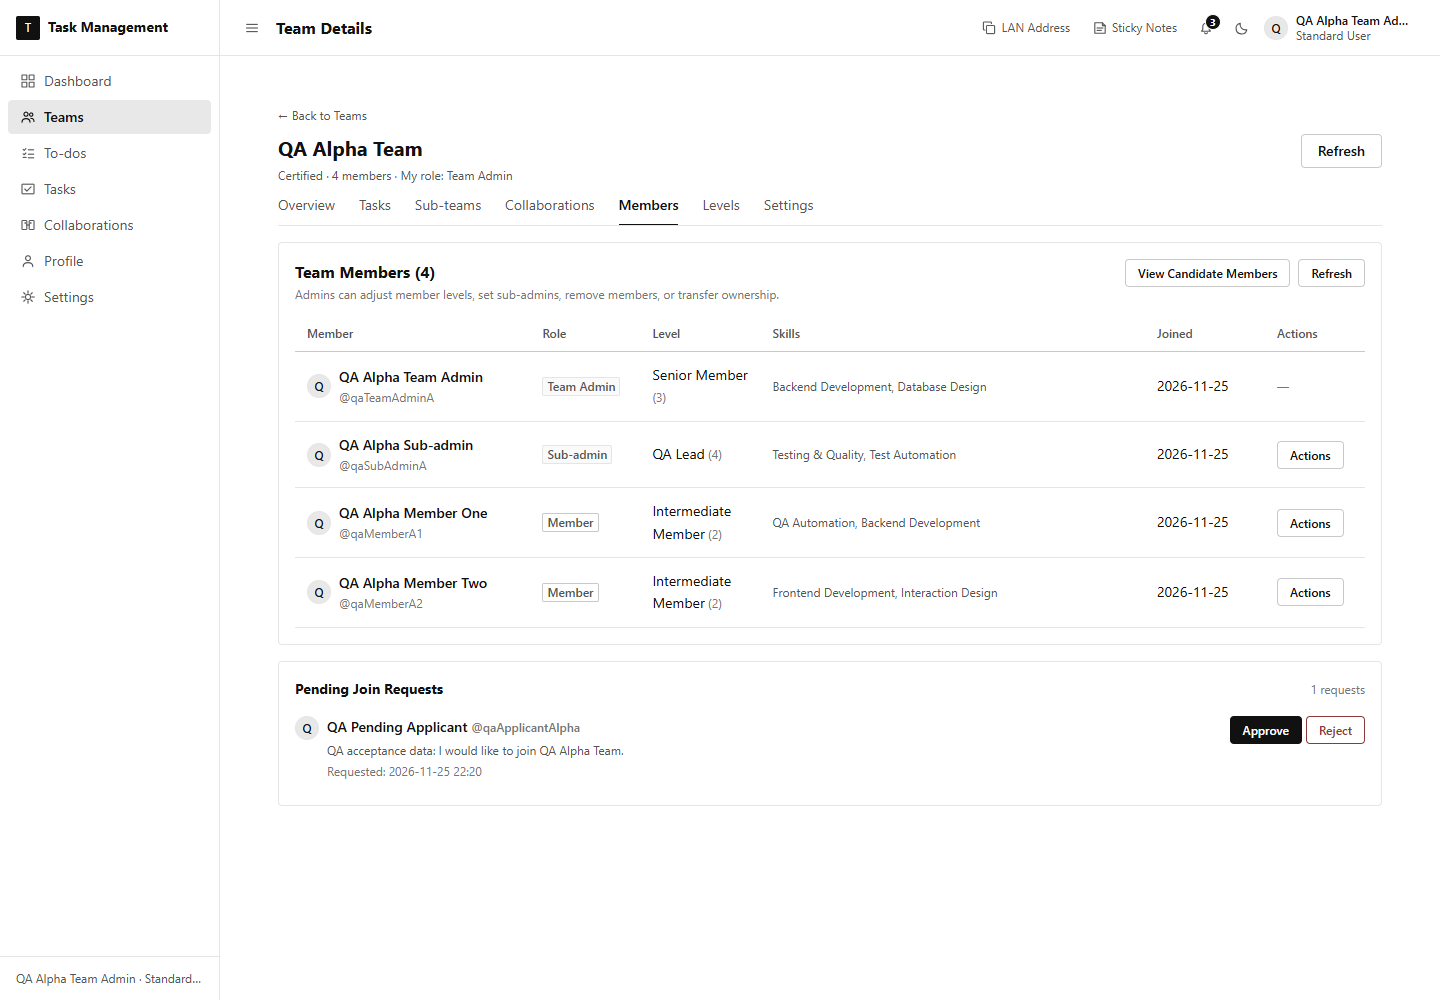 T Task Management
Team Details
LAN Address
Sticky Notes
3
Q
QA Alpha Team Ad...
Standard User
Dashboard
Teams
To-dos
Tasks
Collaborations
Profile
Settings
← Back to Teams
QA Alpha Team
Refresh
Certified · 4 members · My role: Team Admin
Overview Tasks Sub-teams Collaborations Members Levels Settings
Team Members (4)
View Candidate Members Refresh
Admins can adjust member levels, set sub-admins, remove members, or transfer ownership.
Member Role Level Skills Joined Actions
Q QA Alpha Team Admin
@qaTeamAdminA
Team Admin
Senior Member
(3)
Backend Development, Database Design
2026-11-25
—
Q QA Alpha Sub-admin
@qaSubAdminA
Sub-admin
QA Lead (4)
Testing & Quality, Test Automation
2026-11-25
Actions
Q QA Alpha Member One
@qaMemberA1
Member
Intermediate
Member (2)
QA Automation, Backend Development
2026-11-25
Actions
Q QA Alpha Member Two
@qaMemberA2
Member
Intermediate
Member (2)
Frontend Development, Interaction Design
2026-11-25
Actions
Pending Join Requests
1 requests
Q QA Pending Applicant @qaApplicantAlpha
QA acceptance data: I would like to join QA Alpha Team.
Requested: 2026-11-25 22:20
Approve Reject
QA Alpha Team Admin · Standard...